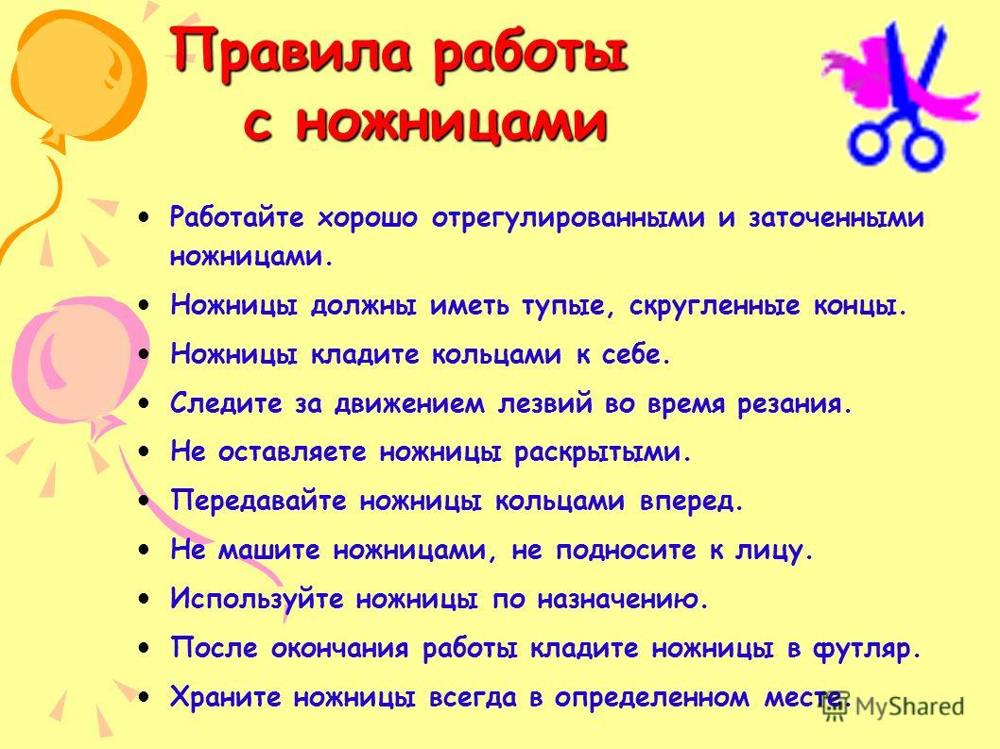 Правила работы
с ножницами
• Работайте хорошо отрегулированными и заточенными
ножницами.
• Ножницы должны иметь тупые, скругленные концы.
• Ножницы кладите кольцами к себе.
• Следите за движением лезвий во время резания.
• Не оставляете ножницы раскрытыми.
• Передавайте ножницы кольцами вперед.
• Не машите ножницами, не подносите к лицу.
• Используйте ножницы по назначению.
• После окончания работы кладите ножницы в футляр.
• Храните ножницы всегда в определенном месте.
MyShared